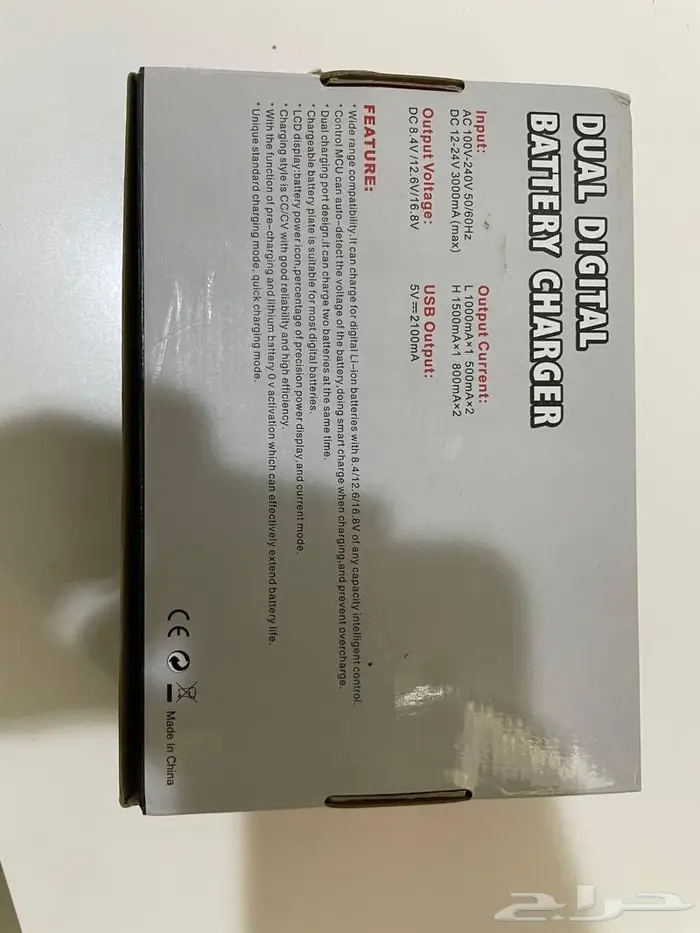 DUAL DIGITAL
BATTERY CHARGER
Input:
AC 100V-240V 50/60Hz
DC 12-24V 3000mA (max)
Output Current:
L 1000mA×1 500mA×2
H 1500mA×1 800mA×2
Output Voltage:
DC 8.4V/12.6V/16.8V
USB Output:
5V⎓2100mA
FEATURE:
*Wide range compatibility.It can charge for digital Li-ion batteries with 8.4/12.6/16.8V of any capacity intelligent control.
*Control MCU can auto-detect the voltage of the battery,doing smart charge when charging,and prevent overcharge.
*Dual charging port design.it can charge two batteries at the same time.
*Chargeable battery plate is suitable for most digital batteries.
*LCD display:battery power icon,percentage of precision power display,and current mode.
*Charging style is CC/CV with good reliability and high efficiency.
*With the function of pre-charging and lithium battery 0 v activation which can effectively extend battery life.
*Unique standard charging mode, quick charging mode.
CE
Made in China
حراج